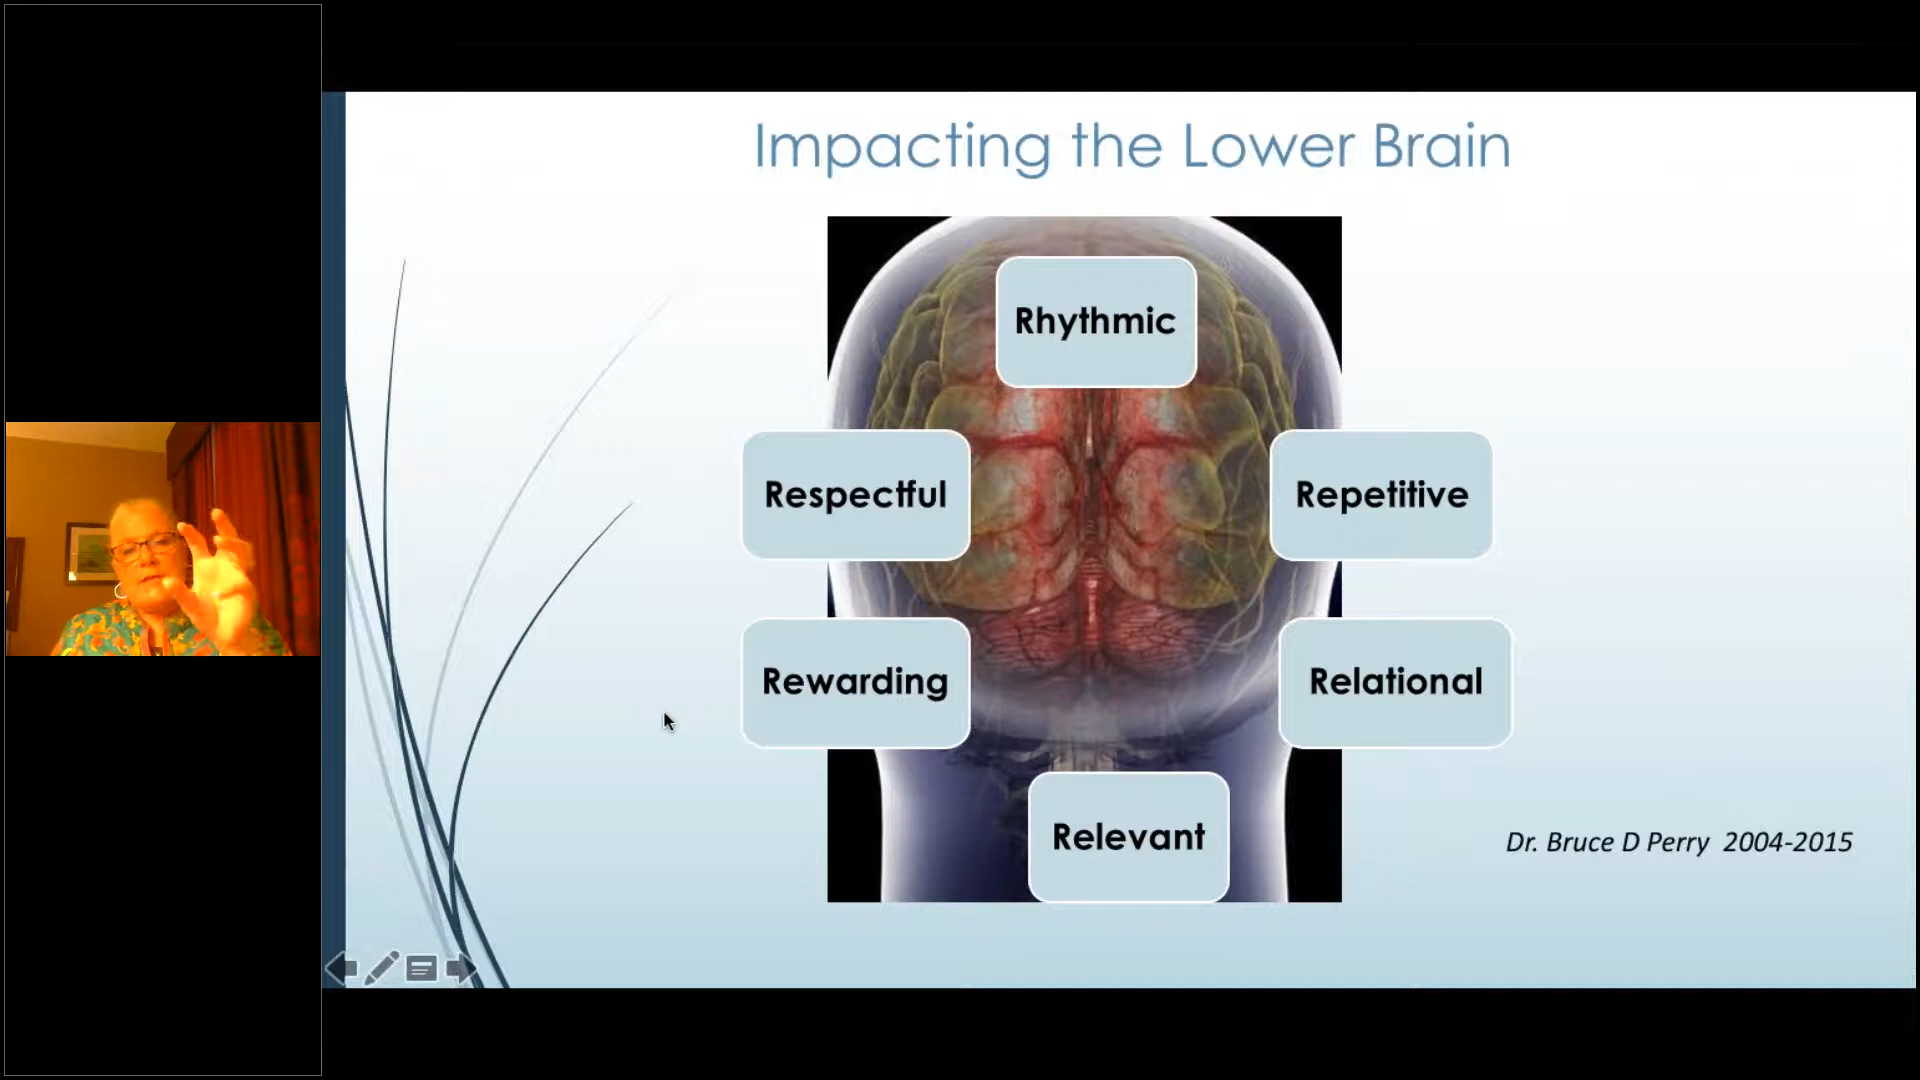 Impacting the Lower Brain
Rhythmic
Respectful
Repetitive
Rewarding
Relational
Relevant
Dr. Bruce D Perry 2004-2015